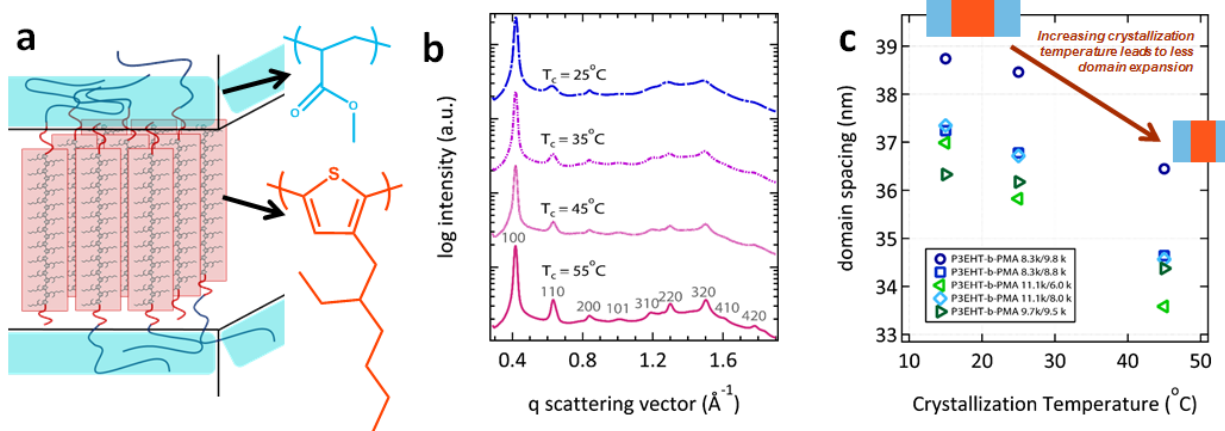 a
O
O
S
b
log intensity (a.u.)
T_c = 25°C
T_c = 35°C
T_c = 45°C
T_c = 55°C
100
110
200
101
310
220
320
410
420
0.4
0.8
1.2
1.6
q scattering vector (Å⁻¹)
c
Increasing crystallization
temperature leads to less
domain expansion
domain spacing (nm)
39
38
37
36
35
34
33
P3EHT-b-PMA 8.3k/9.8 k
P3EHT-b-PMA 8.3k/8.8 k
P3EHT-b-PMA 11.1k/6.0 k
P3EHT-b-PMA 11.1k/8.0 k
P3EHT-b-PMA 9.7k/9.5 k
10
20
30
40
50
Crystallization Temperature (°C)